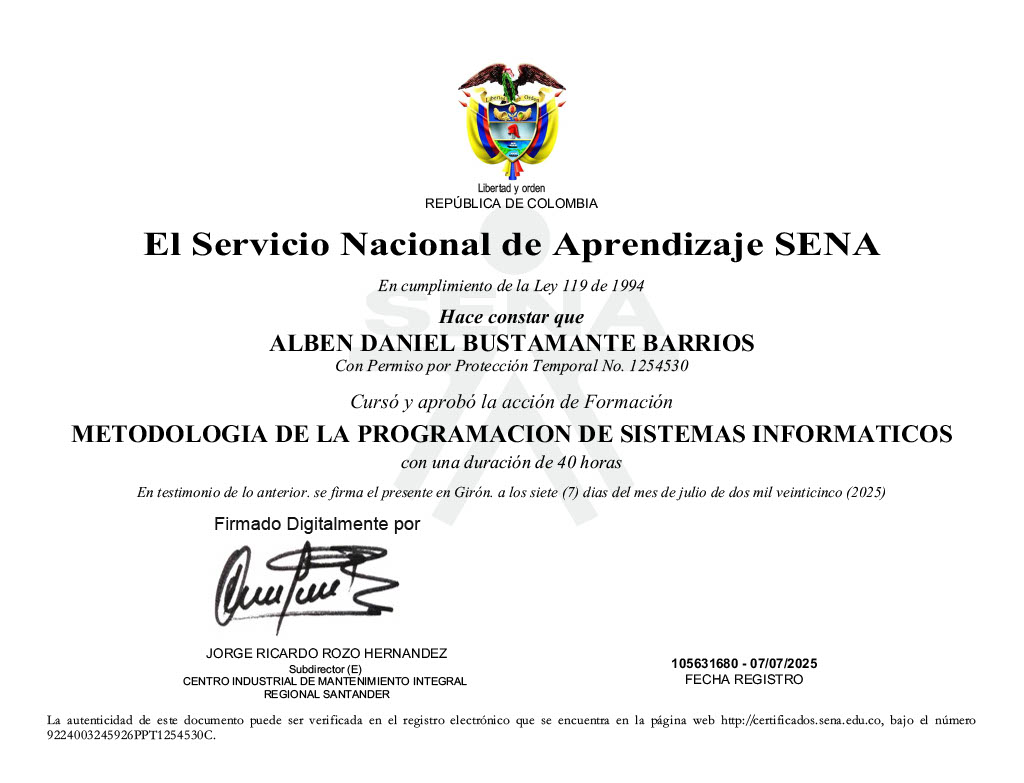 Libertad y Orden
Libertad y orden
REPÚBLICA DE COLOMBIA
El Servicio Nacional de Aprendizaje SENA
En cumplimiento de la Ley 119 de 1994
SENA
Hace constar que
ALBEN DANIEL BUSTAMANTE BARRIOS
Con Permiso por Protección Temporal No. 1254530
Cursó y aprobó la acción de Formación
METODOLOGIA DE LA PROGRAMACION DE SISTEMAS INFORMATICOS
con una duración de 40 horas
En testimonio de lo anterior. se firma el presente en Girón. a los siete (7) dias del mes de julio de dos mil veinticinco (2025)
Firmado Digitalmente por
JORGE RICARDO ROZO HERNANDEZ
Subdirector (E)
CENTRO INDUSTRIAL DE MANTENIMIENTO INTEGRAL
REGIONAL SANTANDER
105631680 - 07/07/2025
FECHA REGISTRO
La autenticidad de este documento puede ser verificada en el registro electrónico que se encuentra en la página web http://certificados.sena.edu.co, bajo el número
9224003245926PPT1254530C.